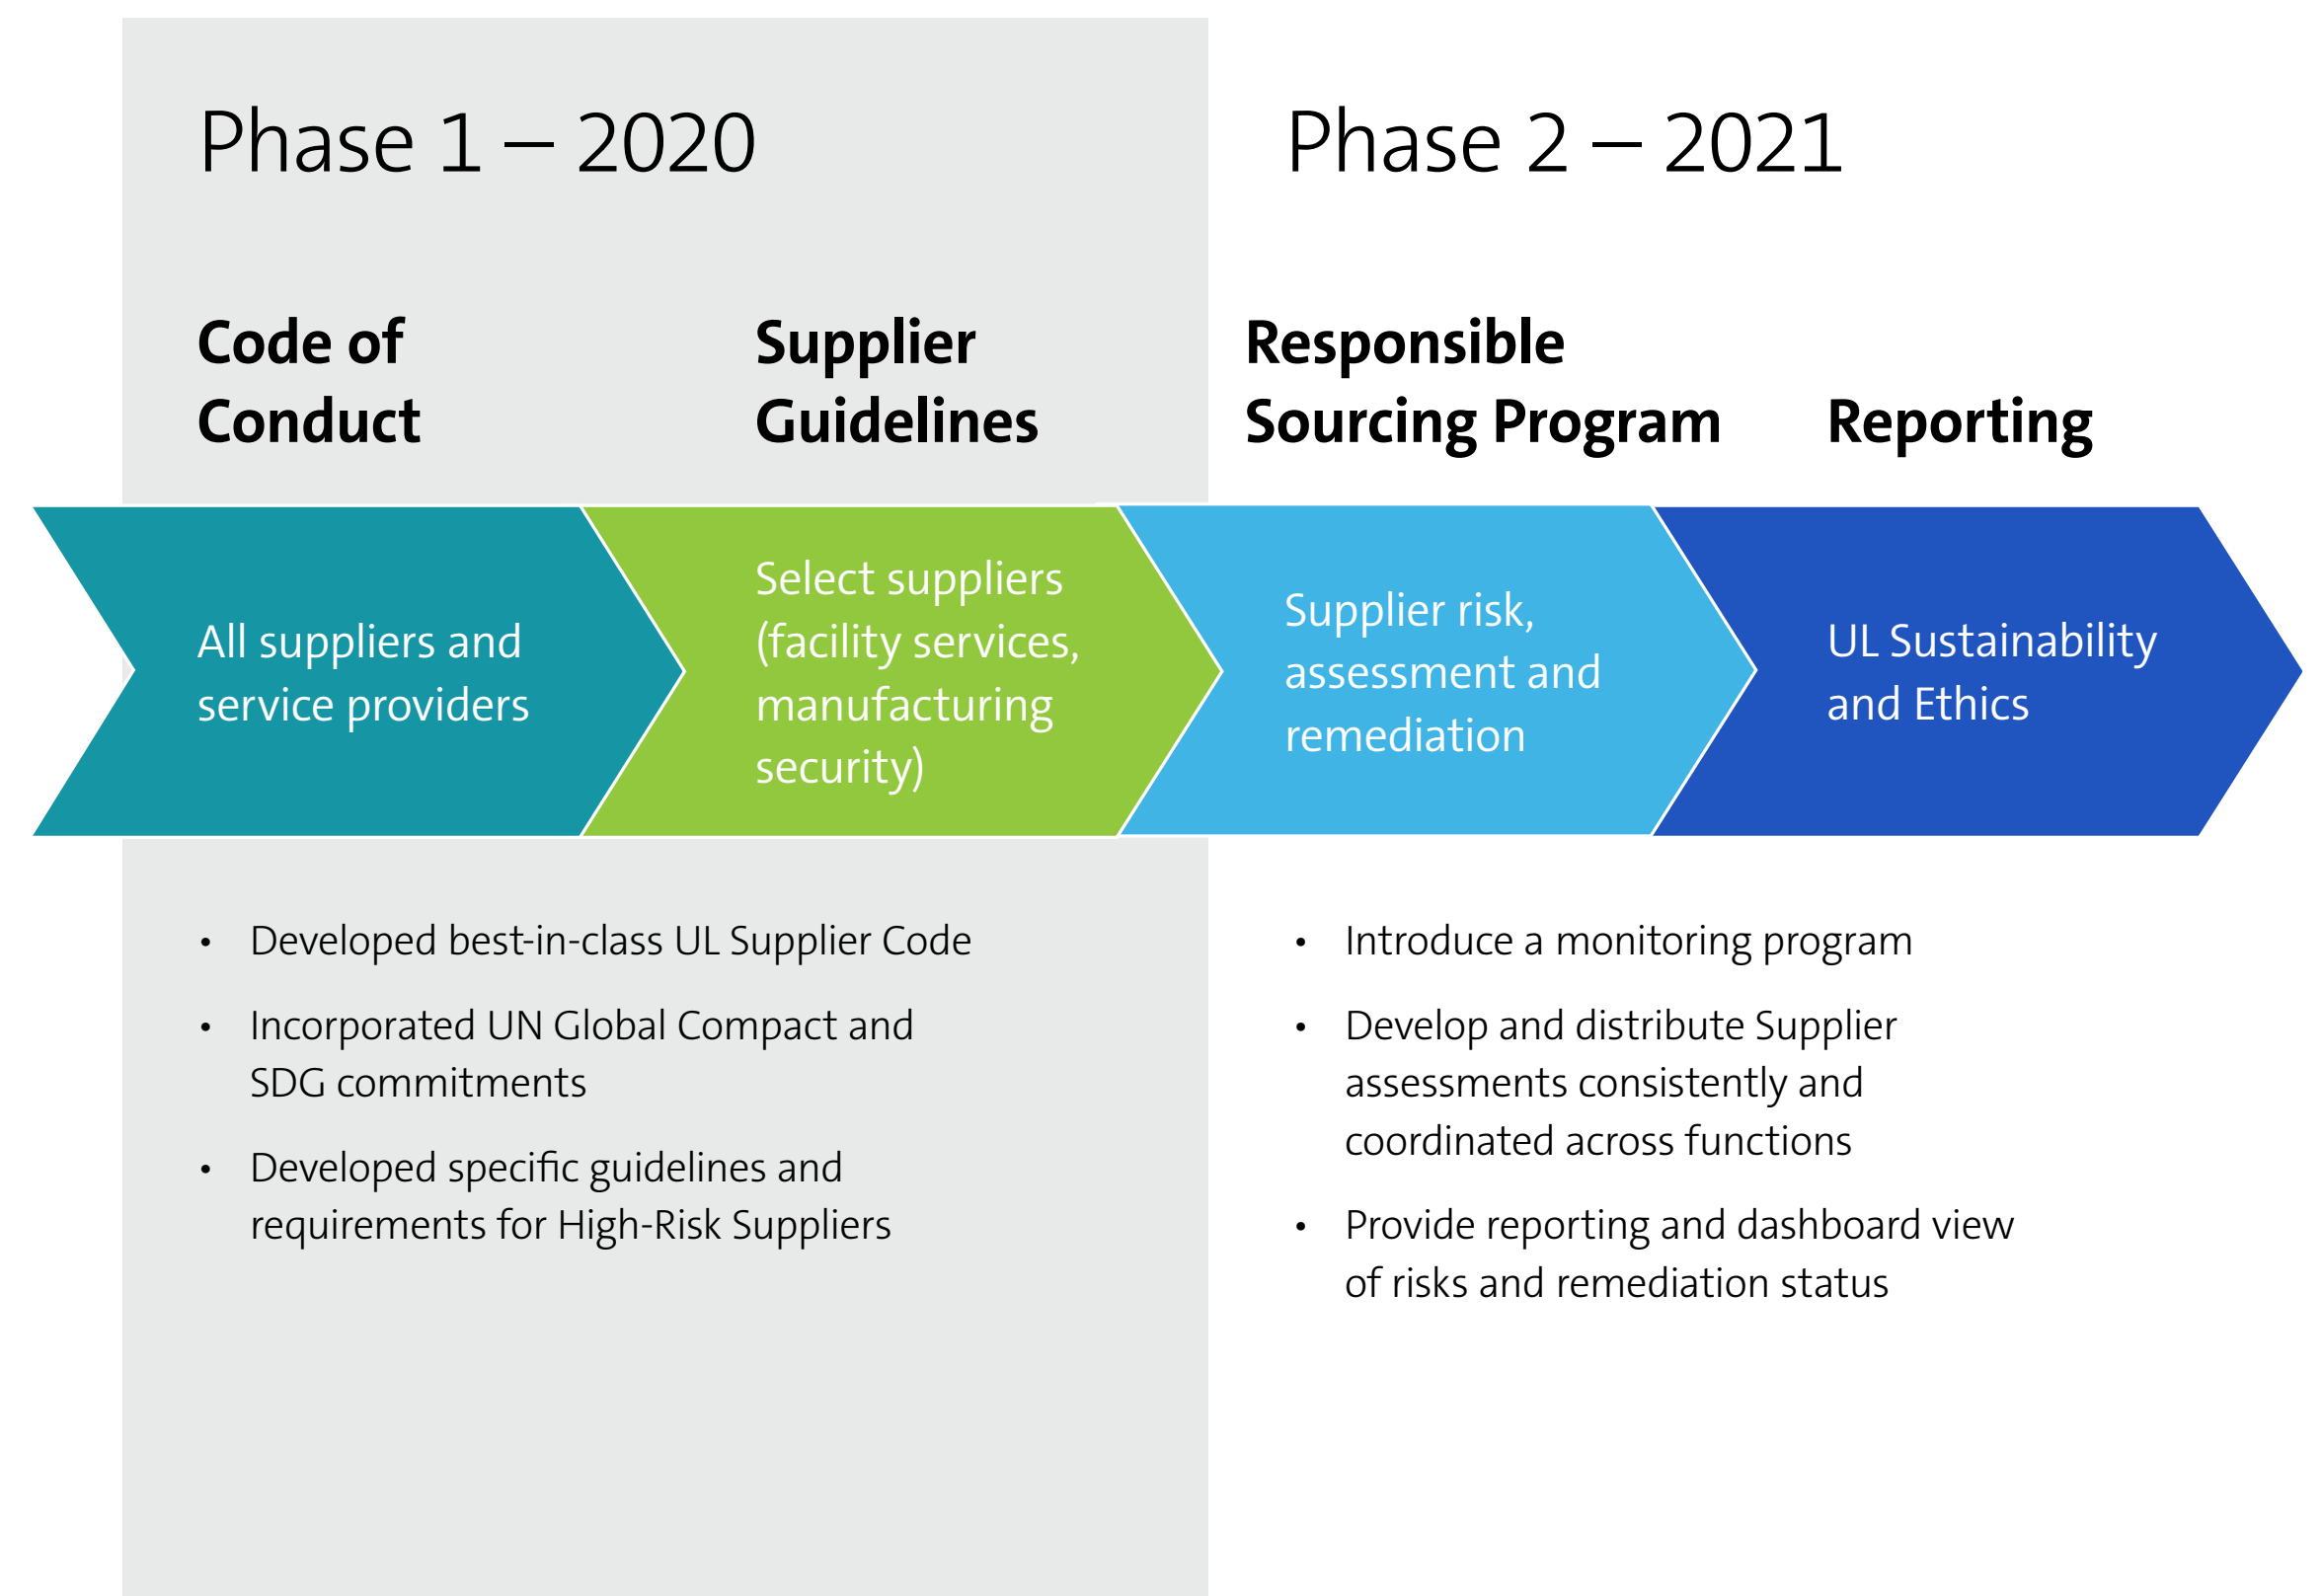 Phase 1 – 2020
Code of
Conduct
Supplier
Guidelines
All suppliers and
service providers
Select suppliers
(facility services,
manufacturing
security)
• Developed best-in-class UL Supplier Code
• Incorporated UN Global Compact and
SDG commitments
• Developed specific guidelines and
requirements for High-Risk Suppliers
Phase 2 – 2021
Responsible
Sourcing Program
Reporting
Supplier risk,
assessment and
remediation
UL Sustainability
and Ethics
• Introduce a monitoring program
• Develop and distribute Supplier
assessments consistently and
coordinated across functions
• Provide reporting and dashboard view
of risks and remediation status